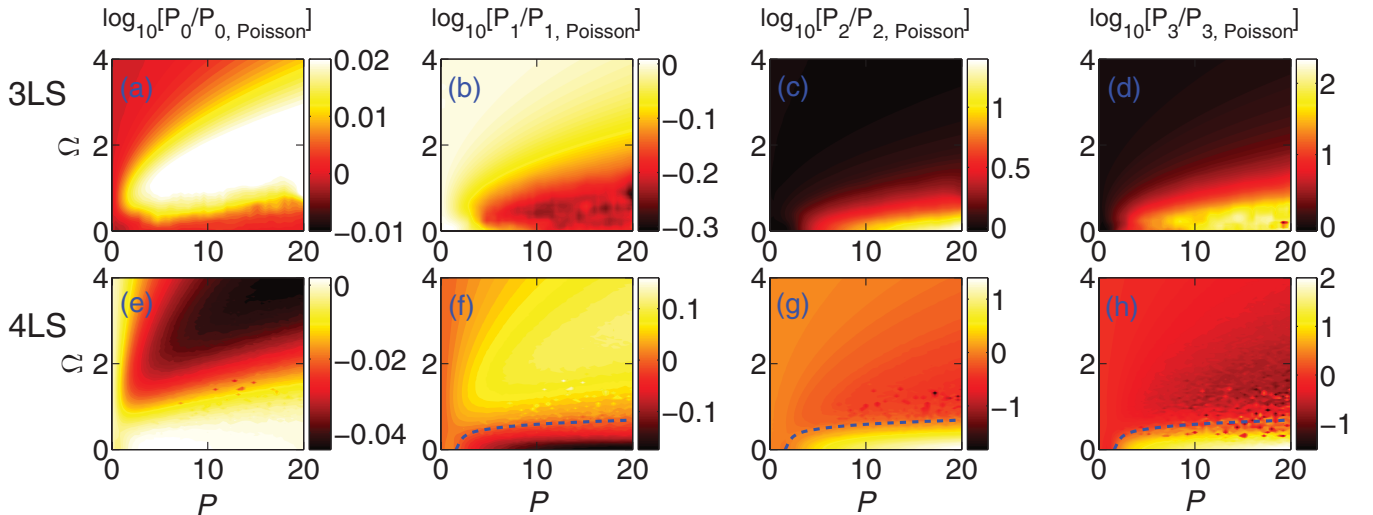 log10[P0/P0, Poisson] log10[P1/P1, Poisson] log10[P2/P2, Poisson] log10[P3/P3, Poisson]
3LS
Ω
(a) (b) (c) (d)
4 2 0
0 10 20
0.02 0.01 0 −0.01
4 2 0
0 10 20
0 −0.1 −0.2 −0.3
4 2 0
0 10 20
1 0.5 0
4 2 0
0 10 20
2 1 0
4LS
Ω
(e) (f) (g) (h)
4 2 0
0 10 20
0 −0.02 −0.04
4 2 0
0 10 20
0.1 0 −0.1
4 2 0
0 10 20
1 0 −1
4 2 0
0 10 20
2 1 0 −1
P P P P